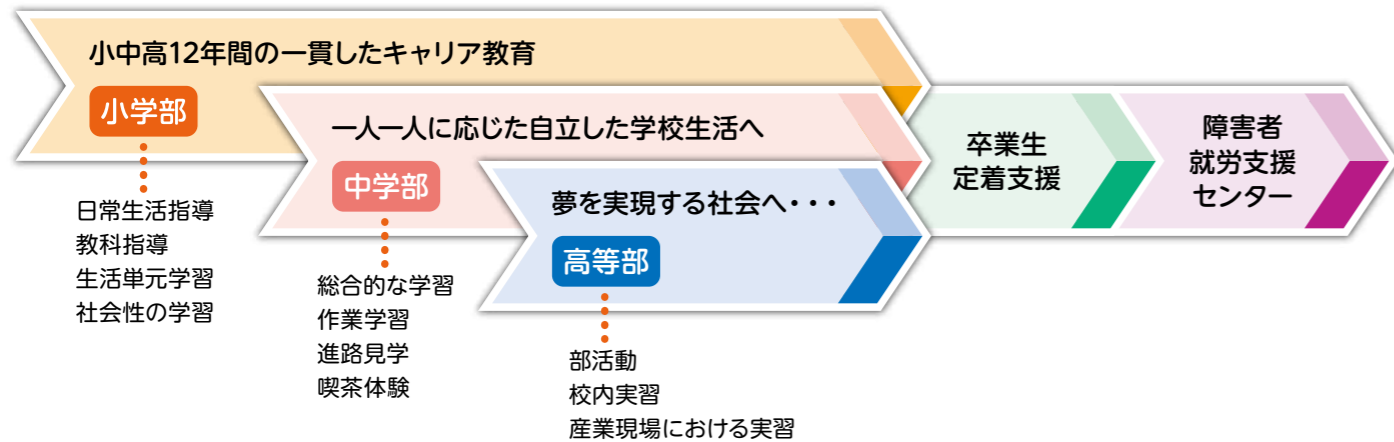 小中高12年間の一貫したキャリア教育
小学部
日常生活指導
教科指導
生活単元学習
社会性の学習
一人一人に応じた自立した学校生活へ
中学部
総合的な学習
作業学習
進路見学
喫茶体験
夢を実現する社会へ・・・
高等部
部活動
校内実習
産業現場における実習
卒業生
定着支援
障害者
就労支援
センター